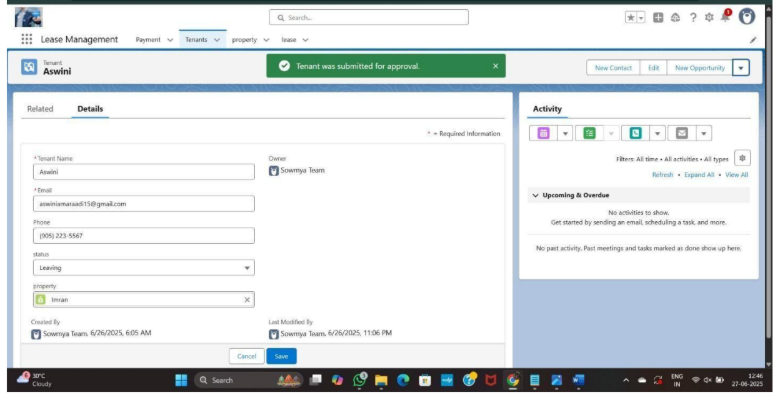 Search...
Lease Management Payment Tenants property lease
Tenant
Aswini
Tenant was submitted for approval.
New Contact Edit New Opportunity
Related Details
* = Required Information
*Tenant Name
Aswini
Owner
Sowmya Team
*Email
aswiniamaraadi15@gmail.com
Phone
(905) 223-5567
status
Leaving
property
Imran
Created By
Sowmya Team, 6/26/2025, 6:05 AM
Last Modified By
Sowmya Team, 6/26/2025, 11:06 PM
Cancel Save
Activity
Filters: All time • All activities • All types
Refresh • Expand All • View All
Upcoming & Overdue
No activities to show.
Get started by sending an email, scheduling a task, and more.
No past activity. Past meetings and tasks marked as done show up here.
30°C
Cloudy
Search
ENG
IN
12:46
27-06-2025